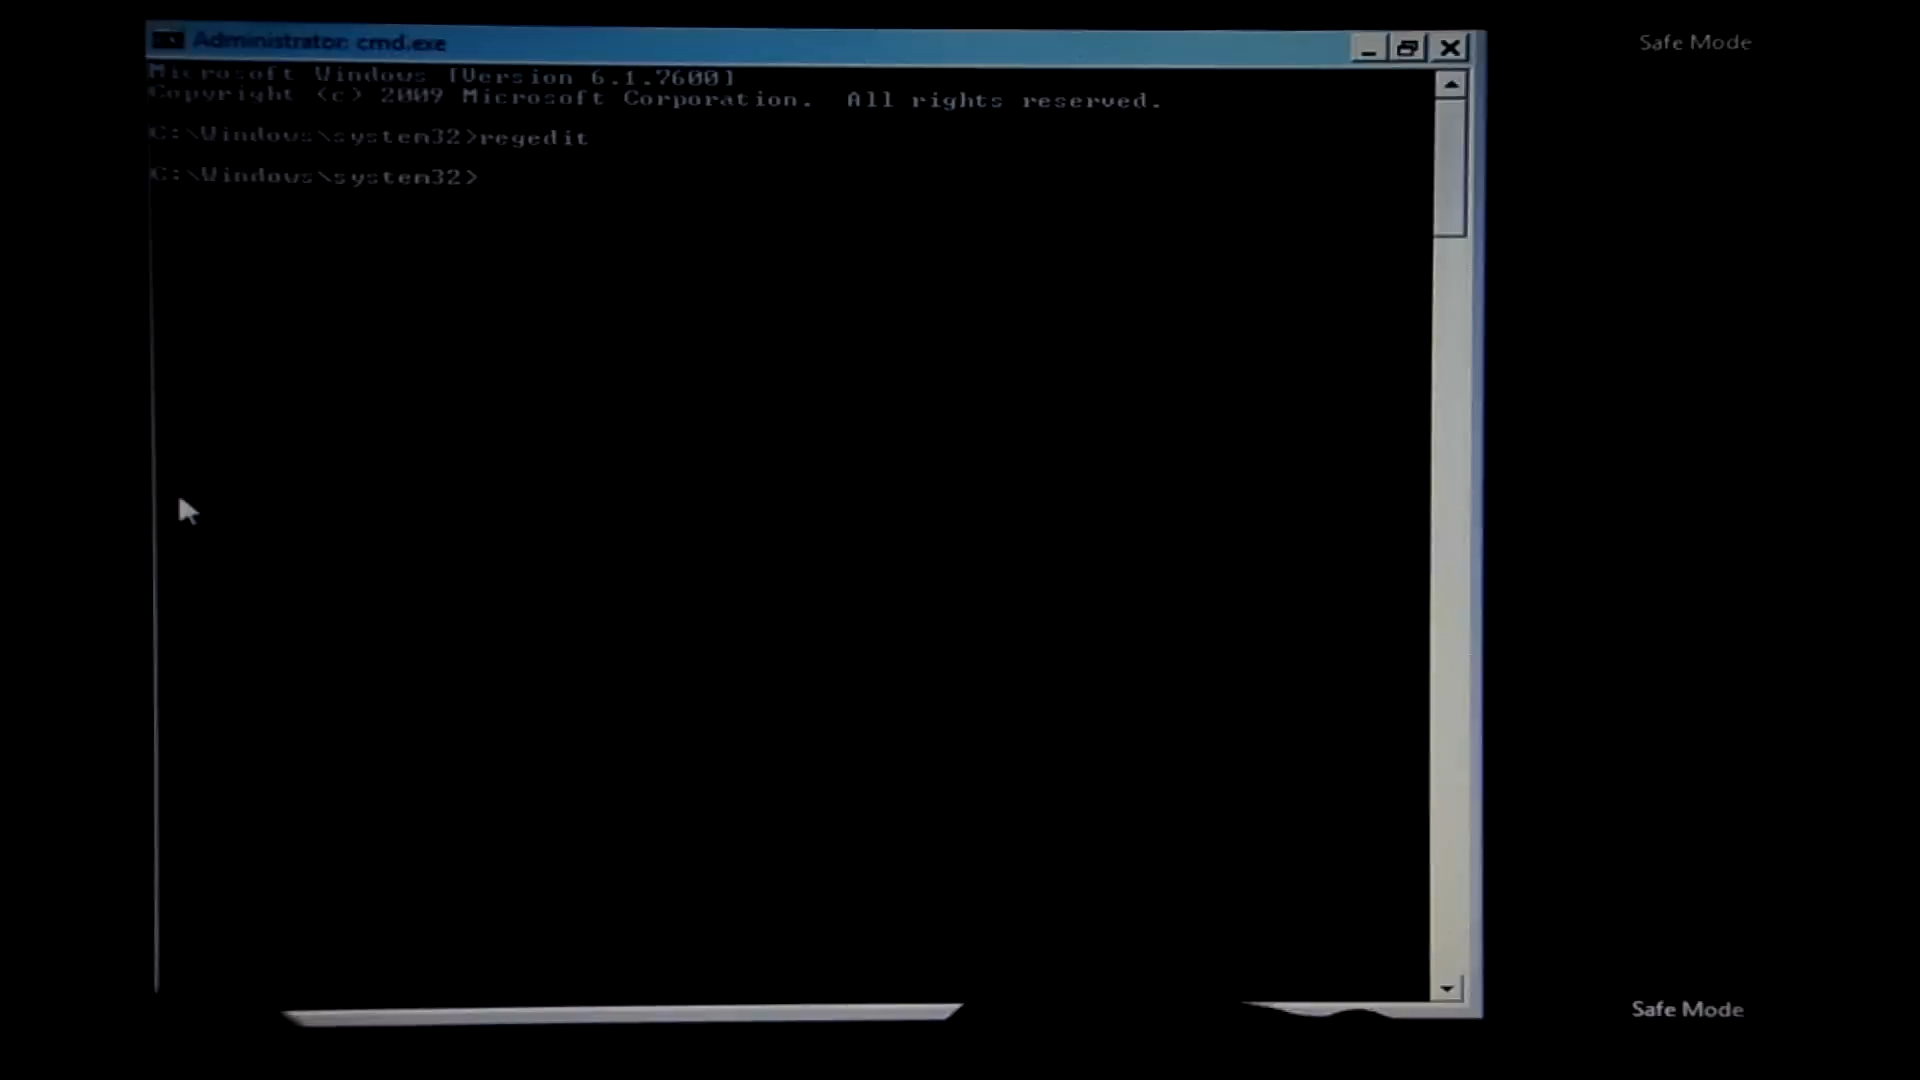 Administrator: cmd.exe
Safe Mode
Microsoft Windows [Version 6.1.7600]
Copyright (c) 2009 Microsoft Corporation.  All rights reserved.
C:\Windows\system32>regedit
C:\Windows\system32>
Safe Mode